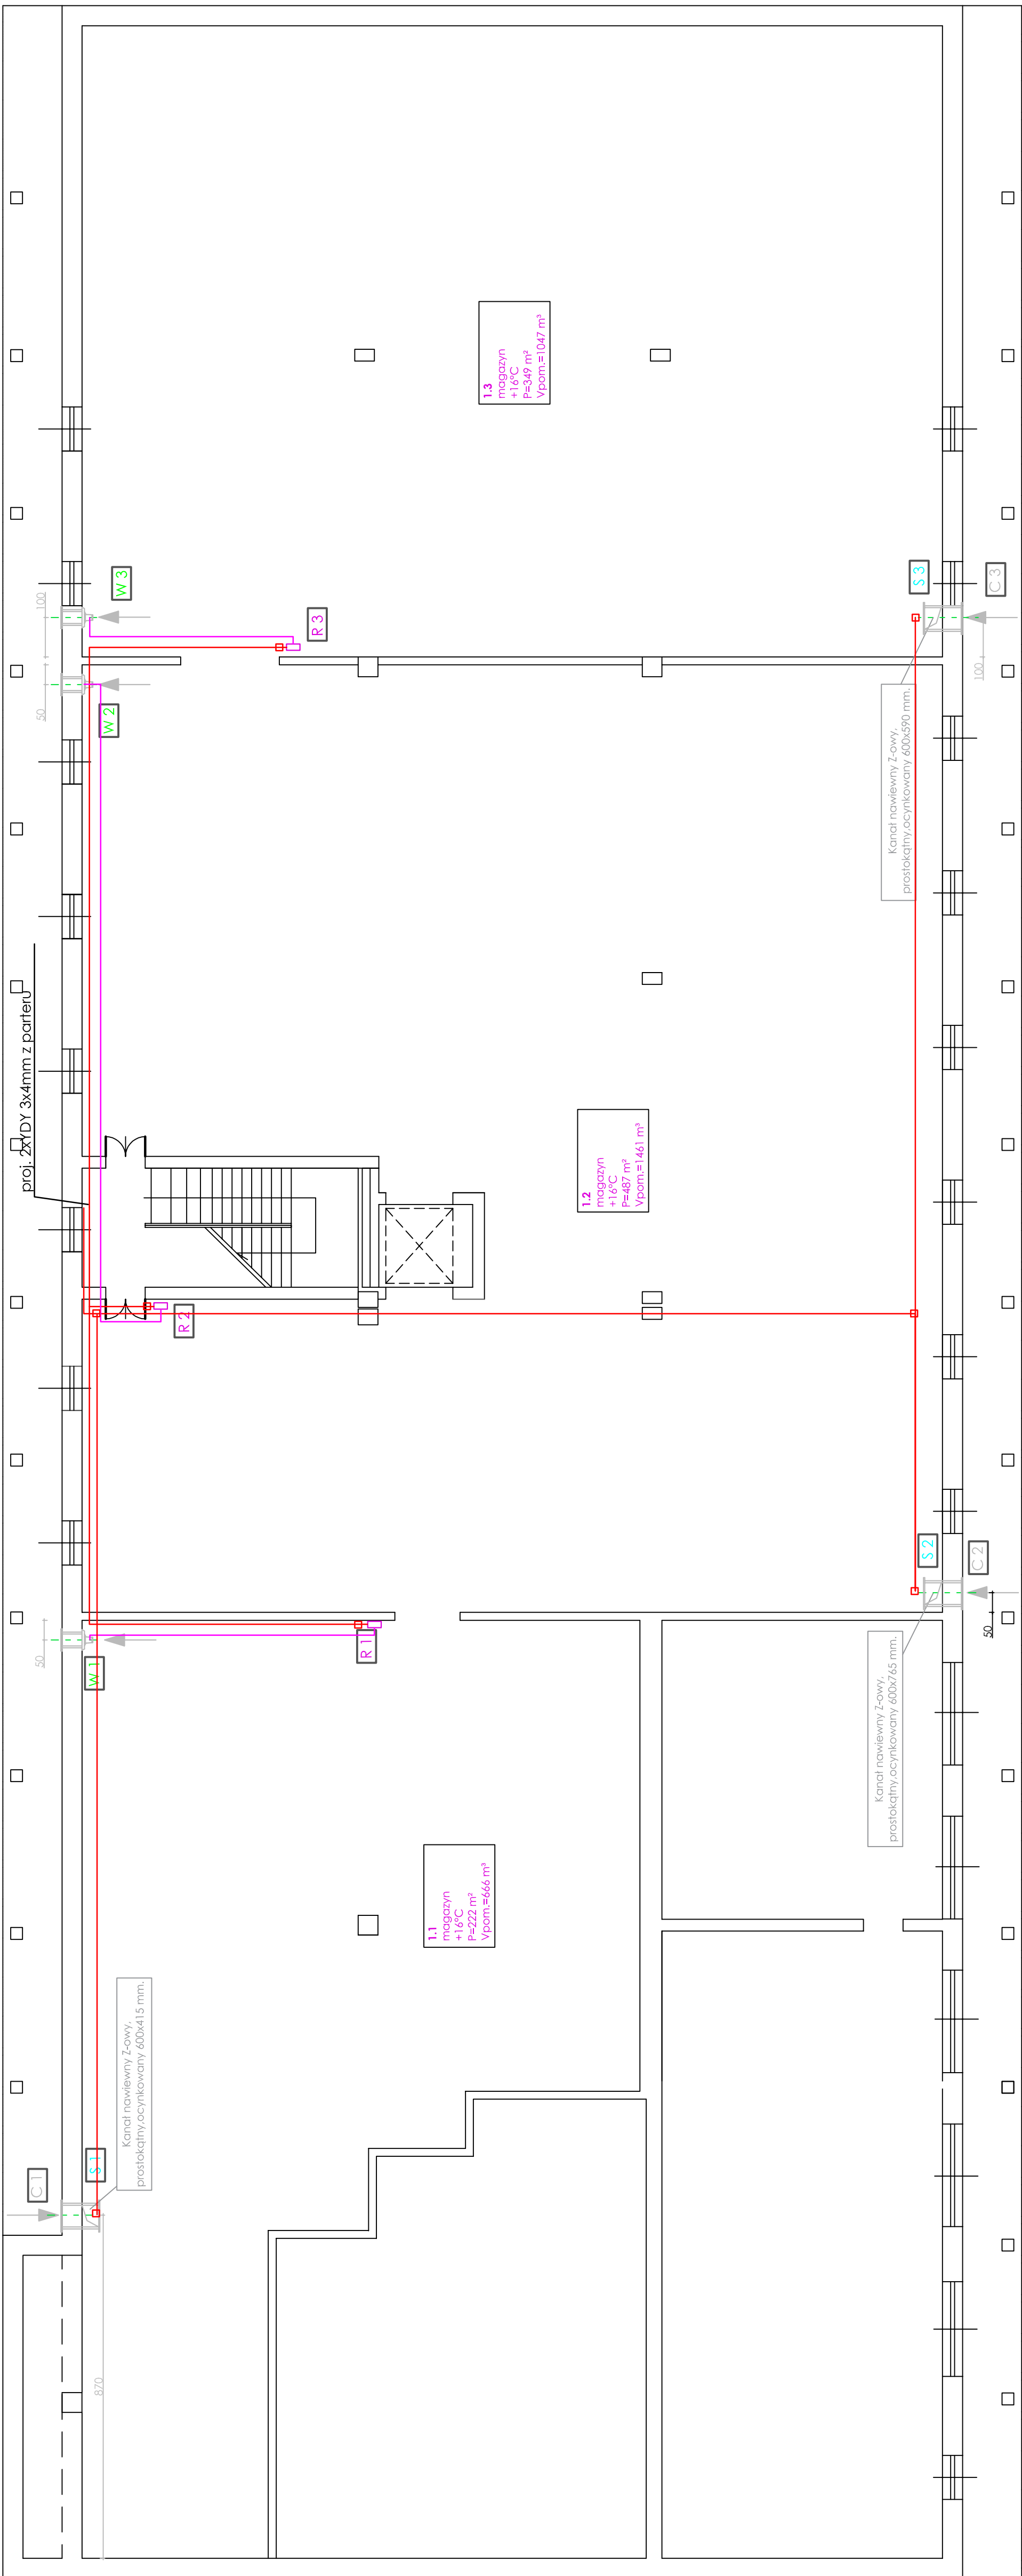 C 1
S 1
870
Kanał nawiewny Z-owy,
prostokątny,ocynkowany 600x415 mm.
1.1
magazyn
+16°C
P=222 m²
Vpom.=666 m³
W 1
50
R 1
Kanał nawiewny Z-owy,
prostokątny,ocynkowany 600x765 mm.
S 2
C 2
50
R 2
proj. 2xYDY 3x4mm z parteru
1.2
magazyn
+16°C
P=487 m²
Vpom.=1461 m³
Kanał nawiewny Z-owy,
prostokątny,ocynkowany 600x590 mm.
W 2
50
W 3
100
R 3
S 3
C 3
100
1.3
magazyn
+16°C
P=349 m²
Vpom.=1047 m³